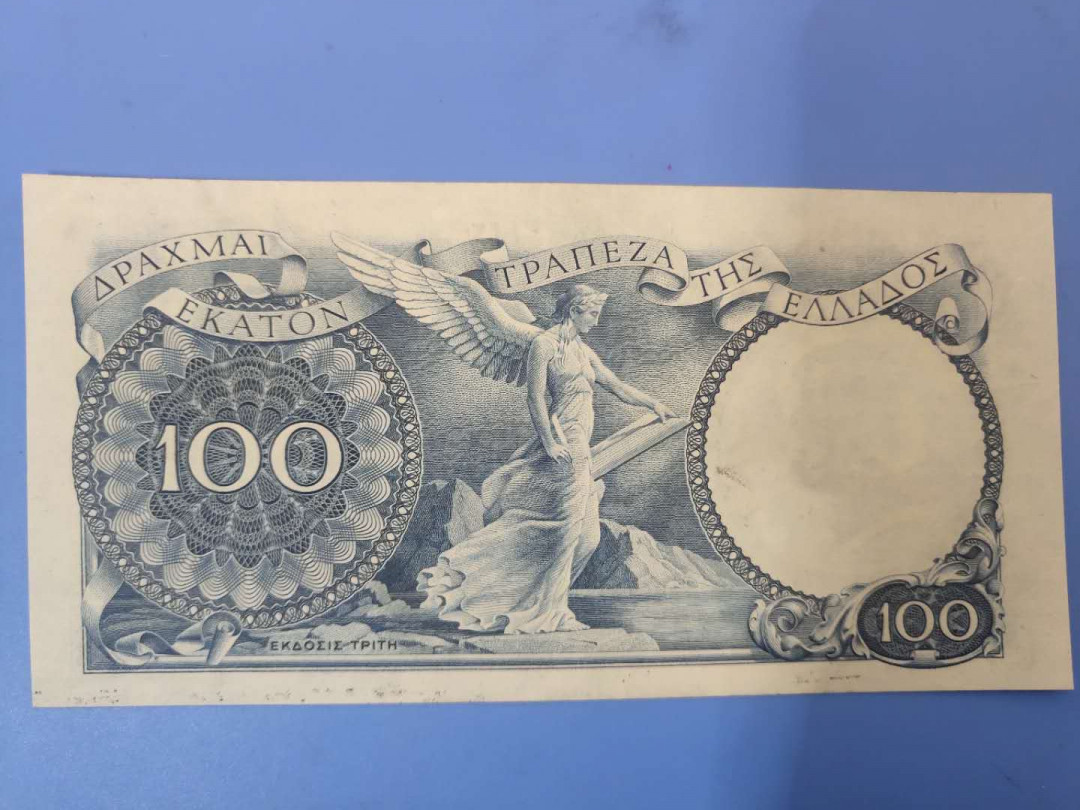 ΔΡΑΧΜΑΙ
ΕΚΑΤΟΝ
ΤΡΑΠΕΖΑ ΤΗΣ ΕΛΛΑΔΟΣ
100
100
ΕΚΔΟΣΙΣ ΤΡΙΤΗ